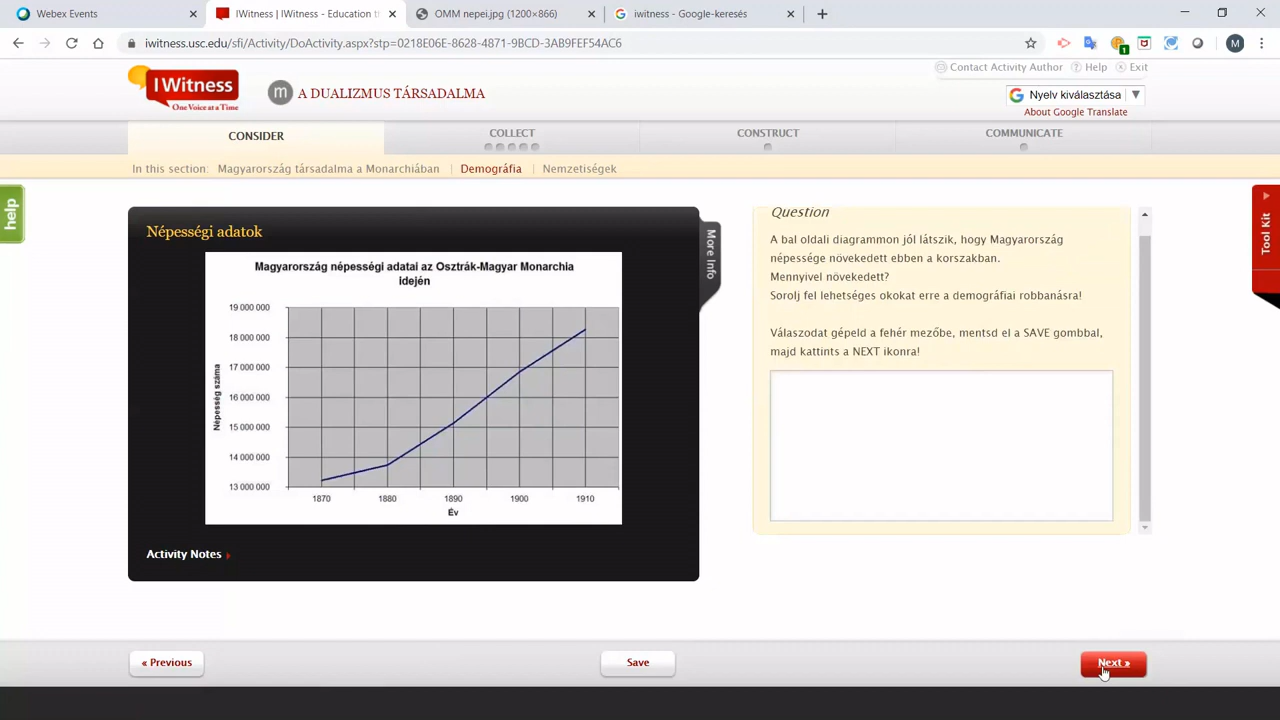 Webex Events
IWitness | IWitness - Education t
OMM nepei.jpg (1200×866)
iwitness - Google-keresés
iwitness.usc.edu/sfi/Activity/DoActivity.aspx?stp=021BE06E-8628-4871-9BCD-3AB9FEF54AC6
M
1
IWitness
One Voice at a Time
m
A DUALIZMUS TÁRSADALMA
Contact Activity Author
Help
Exit
Nyelv kiválasztása
About Google Translate
CONSIDER
COLLECT
CONSTRUCT
COMMUNICATE
In this section: Magyarország társadalma a Monarchiában | Demográfia | Nemzetiségek
help
Tool Kit
Népességi adatok
More Info
Magyarország népességi adatai az Osztrák-Magyar Monarchia
idején
19 000 000
18 000 000
17 000 000
16 000 000
15 000 000
14 000 000
13 000 000
Népesség száma
1870 1880 1890 1900 1910
Év
Activity Notes
Question
A bal oldali diagrammon jól látszik, hogy Magyarország
népessége növekedett ebben a korszakban.
Mennyivel növekedett?
Sorolj fel lehetséges okokat erre a demográfiai robbanásra!
Válaszodat gépeld a fehér mezőbe, mentsd el a SAVE gombbal,
majd kattints a NEXT ikonra!
« Previous
Save
Next »